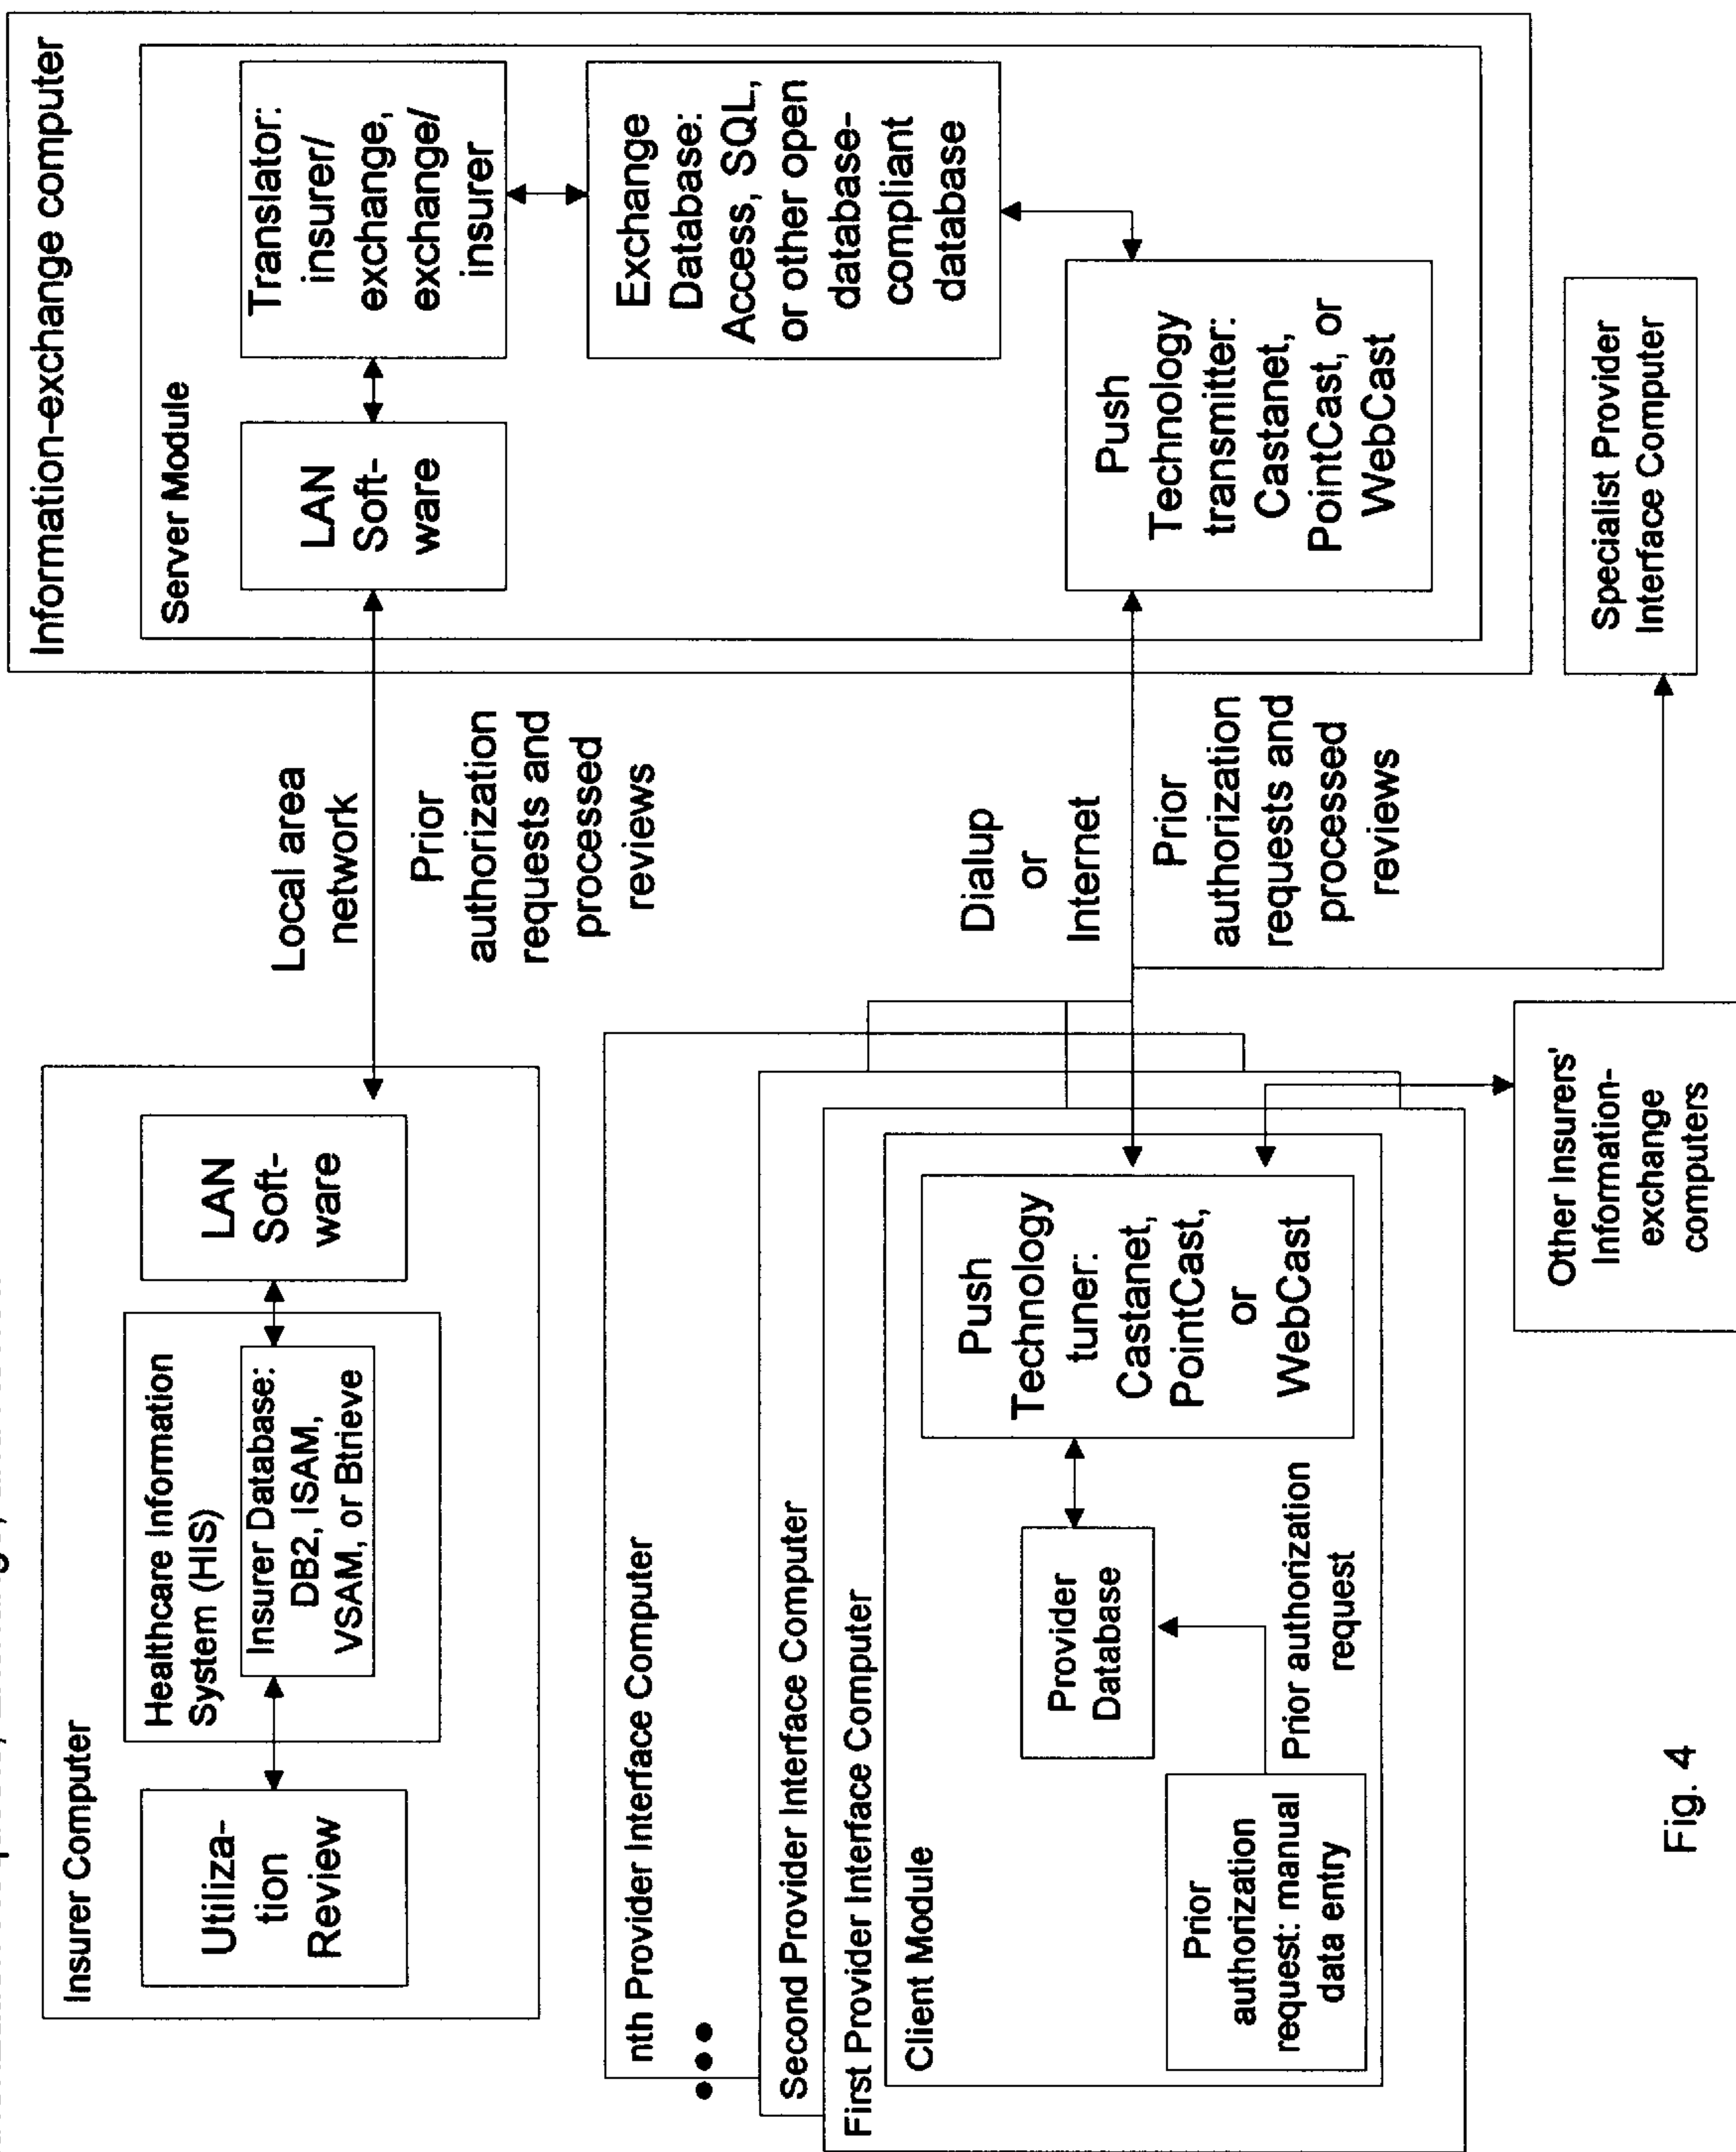 Insurer Computer
Utiliza-
tion
Review
Healthcare Information
System (HIS)
Insurer Database:
DB2, ISAM,
VSAM, or Btrieve
LAN
Soft-
ware
Local area
network
Prior
authorization
requests and
processed
reviews
Information-exchange computer
Server Module
LAN
Soft-
ware
Translator:
insurer/
exchange,
exchange/
insurer
Exchange
Database:
Access, SQL,
or other open
database-
compliant
database
Push
Technology
transmitter:
Castanet,
PointCast, or
WebCast
nth Provider Interface Computer
Second Provider Interface Computer
First Provider Interface Computer
Client Module
Prior
authorization
request: manual
data entry
Prior authorization
request
Provider
Database
Push
Technology
tuner:
Castanet,
PointCast,
or
WebCast
Dialup
or
Internet
Prior
authorization
requests and
processed
reviews
Specialist Provider
Interface Computer
Other Insurers'
Information-
exchange
computers
Fig. 4